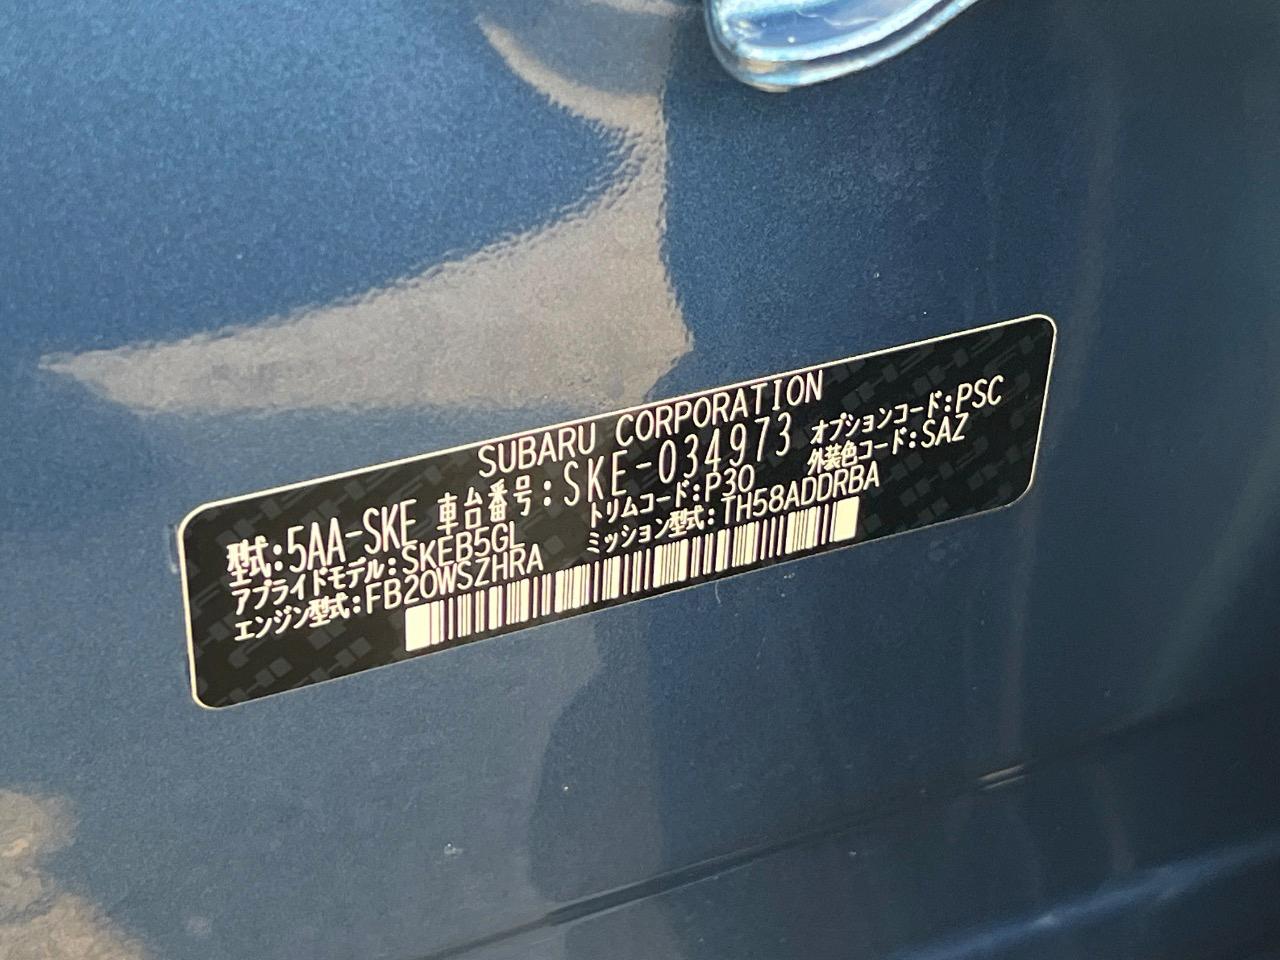 SUBARU CORPORATION
型式:5AA-SKE 車台番号:SKE-034973 オプションコード:PSC
アプライドモデル:SKEB5GL トリムコード:P30 外装色コード:SAZ
エンジン型式:FB20WSZHRA ミッション型式:TH58ADDRBA